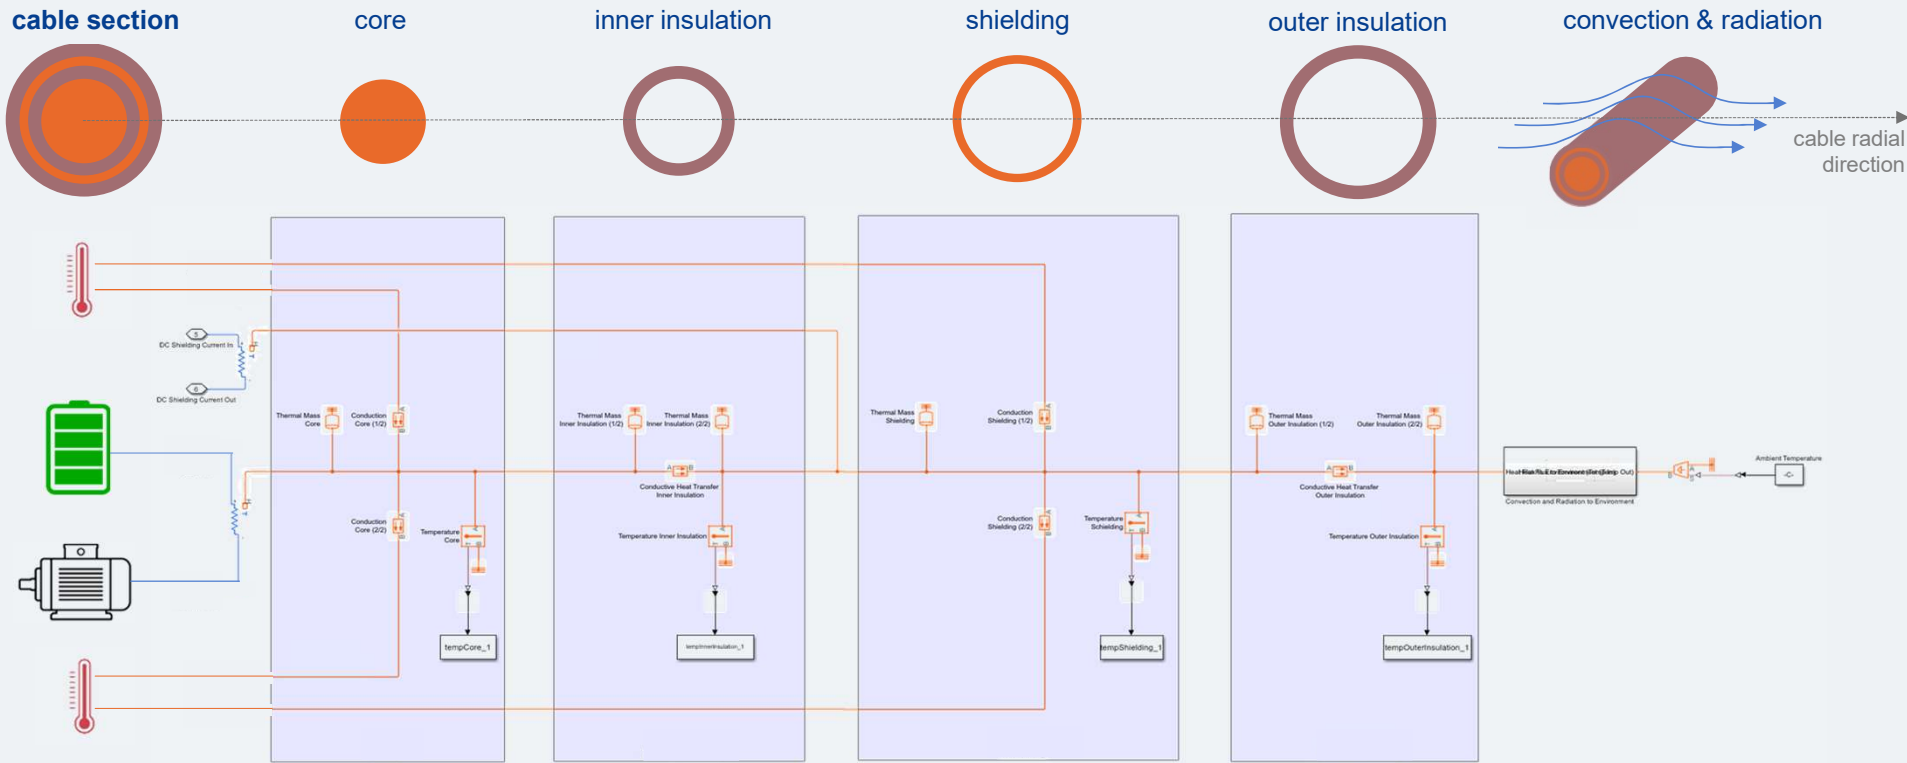 cable section
core
inner insulation
shielding
outer insulation
convection & radiation
cable radial
direction
5
DC Shielding Current In
6
DC Shielding Current Out
Thermal Mass
Core
Conduction
Core (1/2)
A
B
Conduction
Core (2/2)
A
B
Temperature
Core
A
B
T
tempCore_1
Thermal Mass
Inner Insulation (1/2)
Thermal Mass
Inner Insulation (2/2)
A
B
Conductive Heat Transfer
Inner Insulation
Temperature Inner Insulation
A
B
T
tempInnerInsulation_1
Thermal Mass
Shielding
Conduction
Shielding (1/2)
A
B
Conduction
Shielding (2/2)
A
B
Temperature
Schielding
A
B
T
tempShielding_1
Thermal Mass
Outer Insulation (1/2)
Thermal Mass
Outer Insulation (2/2)
A
B
Conductive Heat Transfer
Outer Insulation
Temperature Outer Insulation
A
B
T
tempOuterInsulation_1
Convection and Radiation to Environment
A
B
S
Ambient Temperature
-C-